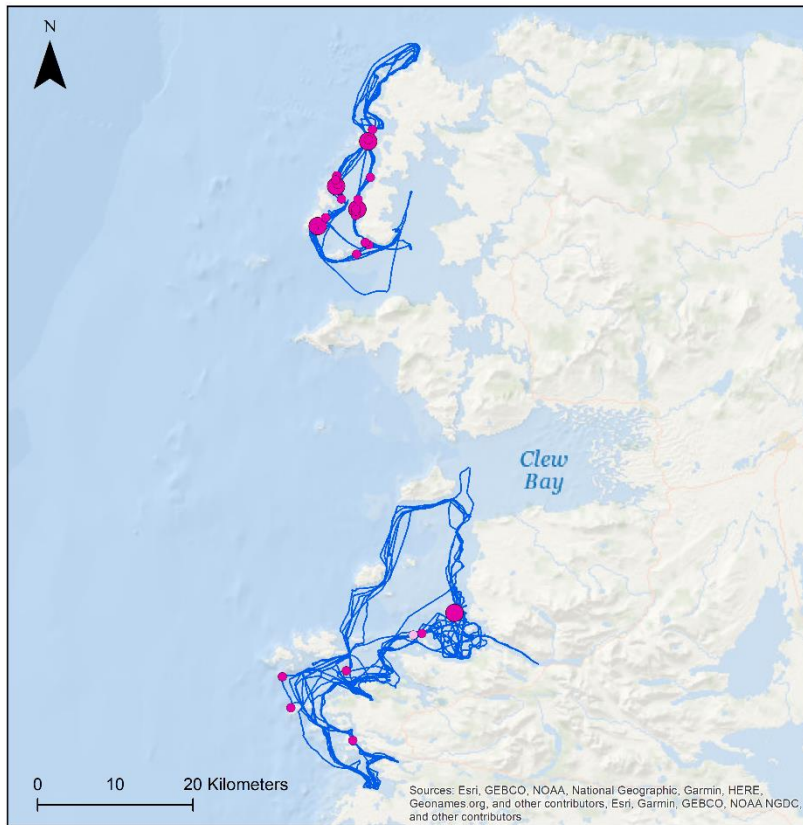 N
Clew
Bay
0 10 20 Kilometers
Sources: Esri, GEBCO, NOAA, National Geographic, Garmin, HERE,
Geonames.org, and other contributors, Esri, Garmin, GEBCO, NOAA NGDC,
and other contributors